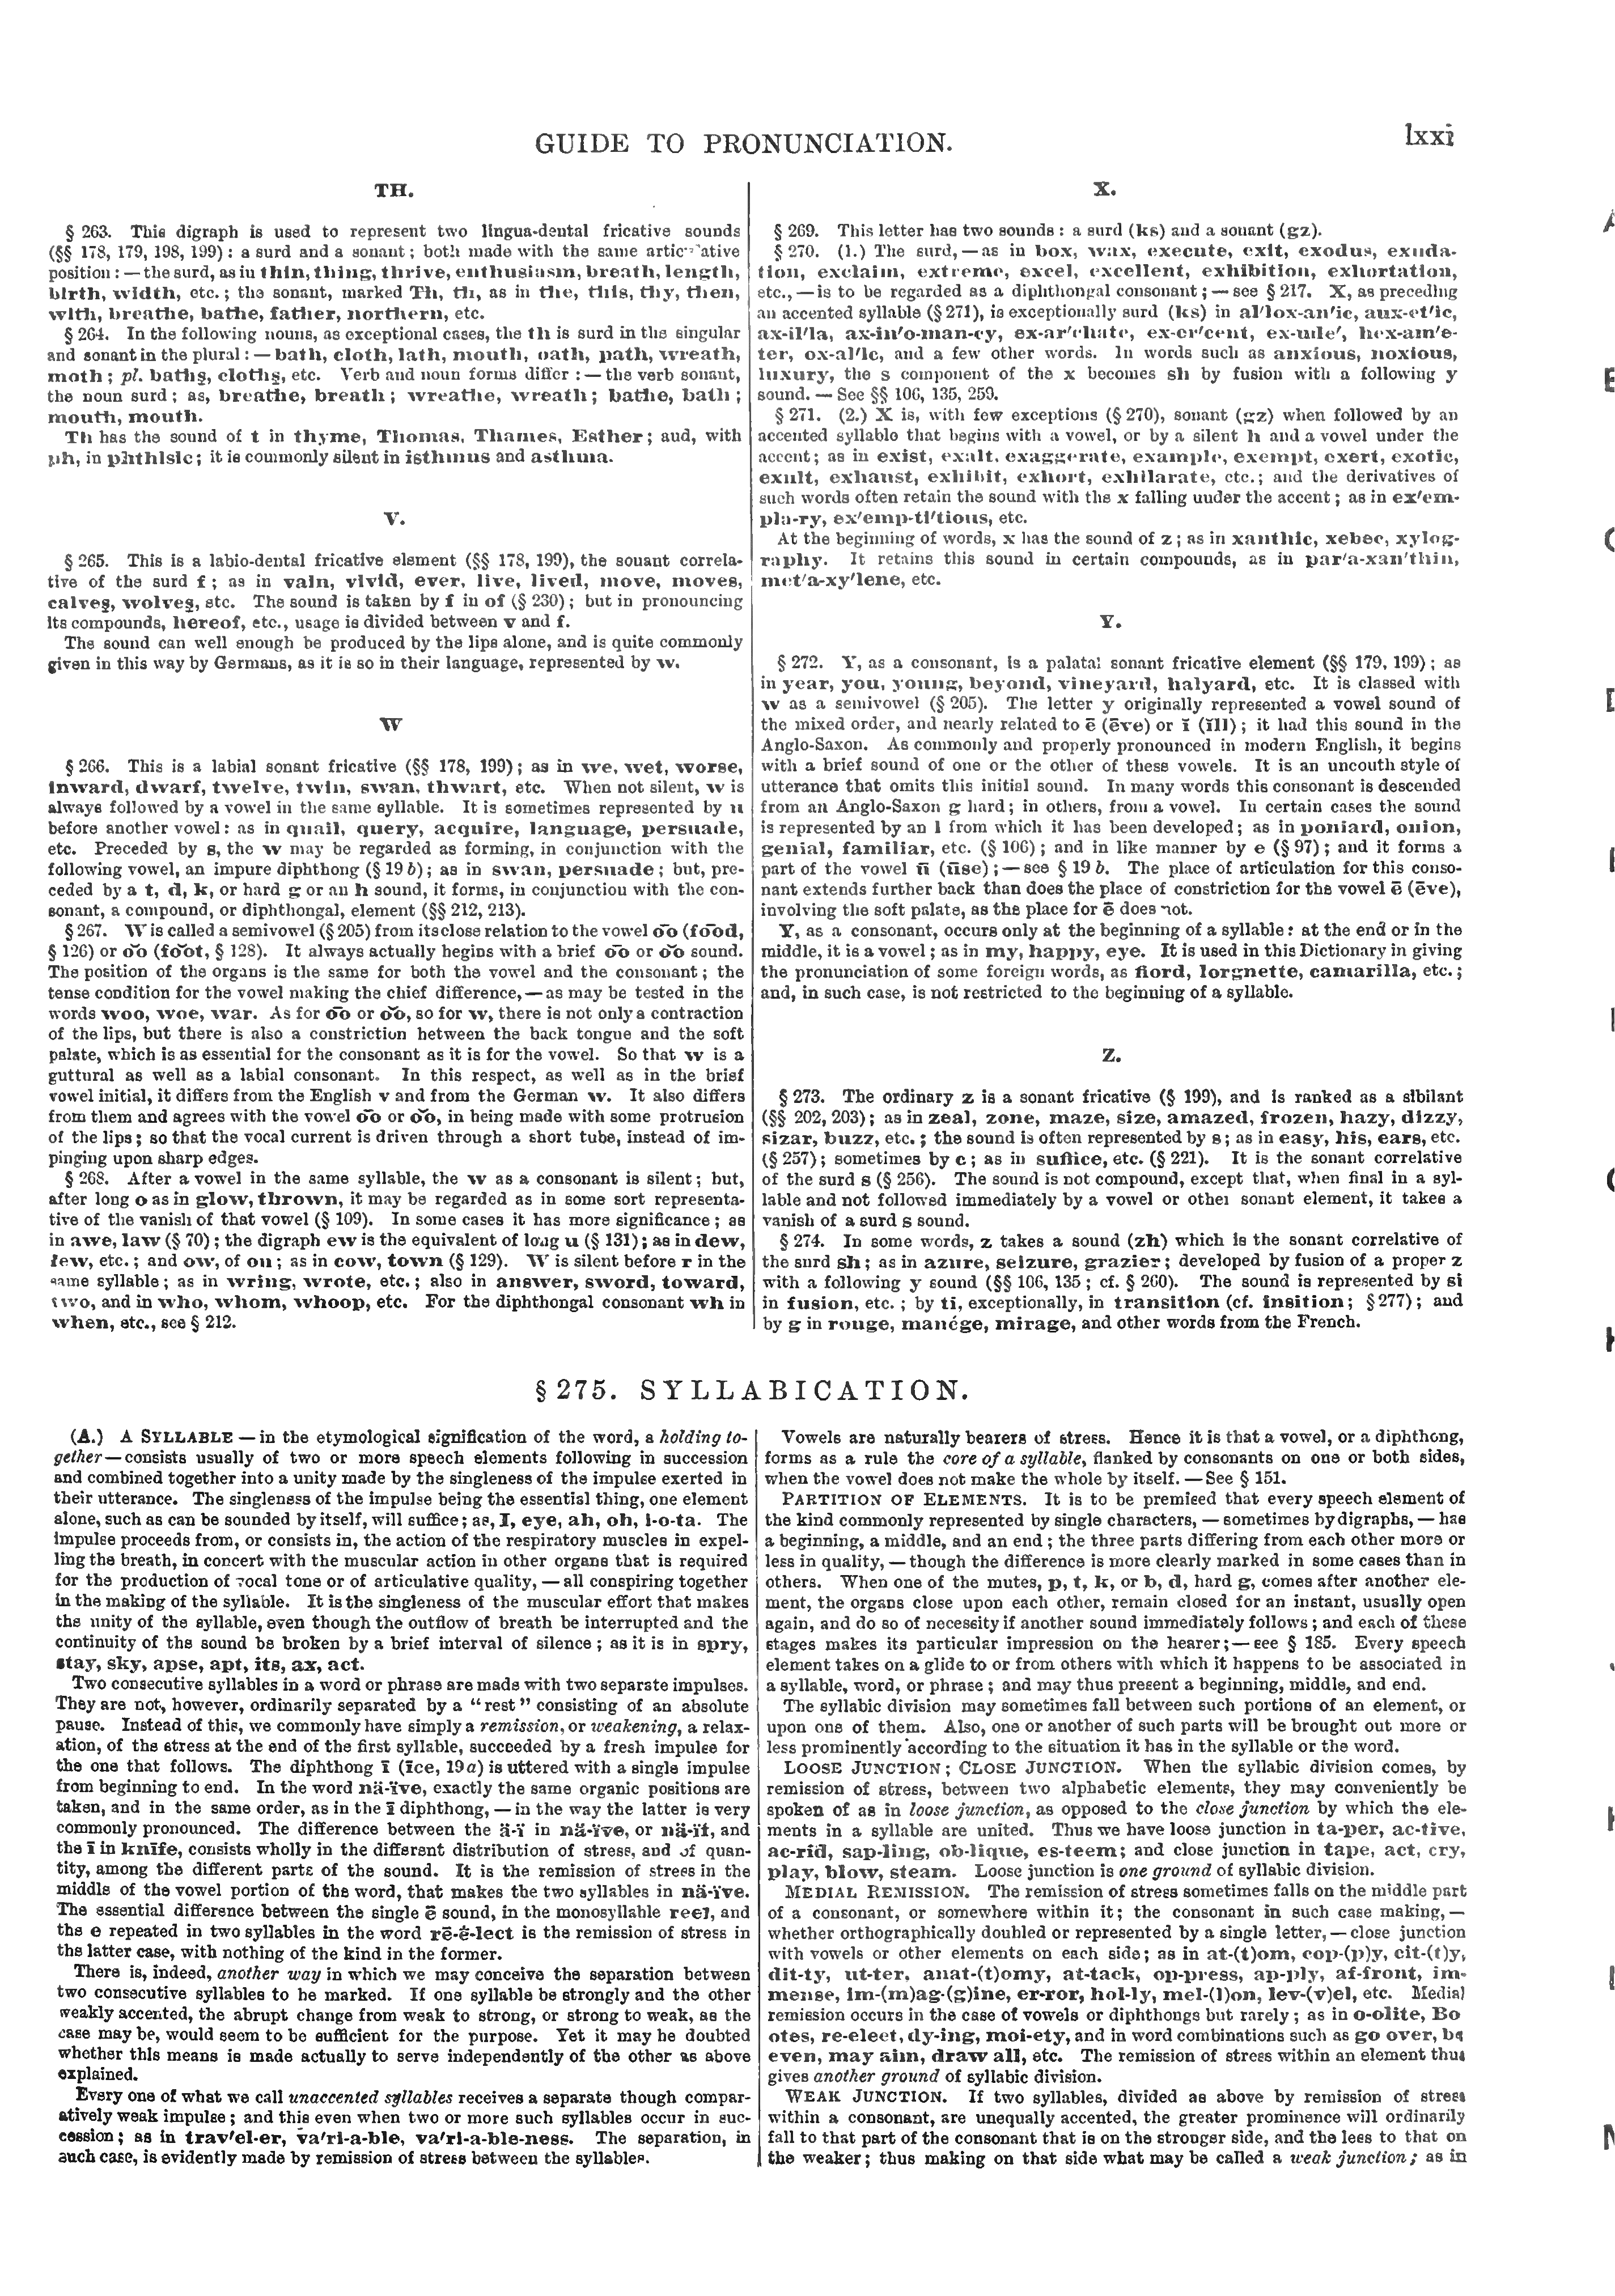 GUIDE TO PRONUNCIATION.
lxxi
TH.
§ 263. This digraph is used to represent two lingua-dental fricative sounds
(§§ 178, 179, 198, 199): a surd and a sonant; both made with the same
position: — the surd, as in thin, thing, thrive, enthusiasm, breath, length,
birth, width, etc.; the sonant, marked Th, th, as in the, this, thy, then,
with, breathe, bathe, father, northern, etc.
§ 264. In the following nouns, as exceptional cases, the th is surd in the singular
and sonant in the plural: — bath, cloth, lath, mouth, oath, path, wreath,
moth; pl. baths, cloths, etc. Verb and noun forms differ: — the verb sonant,
the noun surd; as, breathe, breath; wreathe, wreath; bathe, bath;
mouth, mouth.
Th has the sound of t in thyme, Thomas, Thames, Esther; and, with
ph, in phthisic; it is commonly silent in isthmus and asthma.
V.
§ 265. This is a labio-dental fricative element (§§ 178, 199), the sonant correla-
tive of the surd f; as in vain, vivid, ever, live, lived, move, moves,
calves, wolves, etc. The sound is taken by f in of (§ 230); but in pronouncing
its compounds, hereof, etc., usage is divided between v and f.
The sound can well enough be produced by the lips alone, and is quite commonly
given in this way by Germans, as it is so in their language, represented by w.
W
§ 266. This is a labial sonant fricative (§§ 178, 199); as in we, wet, worse,
inward, dwarf, twelve, twin, swan, thwart, etc. When not silent, w is
always followed by a vowel in the same syllable. It is sometimes represented by u
before another vowel: as in quail, query, acquire, language, persuade,
etc. Preceded by s, the w may be regarded as forming, in conjunction with the
following vowel, an impure diphthong (§ 19 b); as in swan, persuade; but, pre-
ceded by a t, d, k, or hard g or an h sound, it forms, in conjunction with the con-
sonant, a compound, or diphthongal, element (§§ 212, 213).
§ 267. W is called a semivowel (§ 205) from its close relation to the vowel o͞o (fo͞od,
§ 126) or o͝o (fo͝ot, § 128). It always actually begins with a brief o͞o or o͝o sound.
The position of the organs is the same for both the vowel and the consonant; the
tense condition for the vowel making the chief difference, — as may be tested in the
words woo, woe, war. As for o͞o or o͝o, so for w, there is not only a contraction
of the lips, but there is also a constriction between the back tongue and the soft
palate, which is as essential for the consonant as it is for the vowel. So that w is a
guttural as well as a labial consonant. In this respect, as well as in the brief
vowel initial, it differs from the English v and from the German w. It also differs
from them and agrees with the vowel o͞o or o͝o, in being made with some protrusion
of the lips; so that the vocal current is driven through a short tube, instead of im-
pinging upon sharp edges.
§ 268. After a vowel in the same syllable, the w as a consonant is silent; but,
after long o as in glow, thrown, it may be regarded as in some sort representa-
tive of the vanish of that vowel (§ 109). In some cases it has more significance; as
in awe, law (§ 70); the digraph ew is the equivalent of long u (§ 131); as in dew,
few, etc.; and ow, of ou; as in cow, town (§ 129). W is silent before r in the
same syllable; as in wring, wrote, etc.; also in answer, sword, toward,
two, and in who, whom, whoop, etc. For the diphthongal consonant wh in
when, etc., see § 212.
X.
§ 269. This letter has two sounds: a surd (ks) and a sonant (gz).
§ 270. (1.) The surd, — as in box, wax, execute, exit, exodus, exuda-
tion, exclaim, extreme, excel, excellent, exhibition, exhortation,
etc., — is to be regarded as a diphthongal consonant; — see § 217. X, as preceding
an accented syllable (§ 271), is exceptionally surd (ks) in al'lox-an'ic, aux-et'ic,
ax-il'la, ax-in'o-man-cy, ex-ar'chate, ex-er'cent, ex-ude', hex-am'e-
ter, ox-al'ic, and a few other words. In words such as anxious, noxious,
luxury, the s component of the x becomes sh by fusion with a following y
sound. — See §§ 106, 135, 259.
§ 271. (2.) X is, with few exceptions (§ 270), sonant (gz) when followed by an
accented syllable that begins with a vowel, or by a silent h and a vowel under the
accent; as in exist, exalt, exaggerate, example, exempt, exert, exotic,
exult, exhaust, exhibit, exhort, exhilarate, etc.; and the derivatives of
such words often retain the sound with the x falling under the accent; as in ex'em-
pla-ry, ex'emp-ti'tious, etc.
At the beginning of words, x has the sound of z; as in xanthic, xebec, xylog-
raphy. It retains this sound in certain compounds, as in par'a-xan'thin,
met'a-xy'lene, etc.
Y.
§ 272. Y, as a consonant, is a palatal sonant fricative element (§§ 179, 199); as
in year, you, young, beyond, vineyard, halyard, etc. It is classed with
w as a semivowel (§ 205). The letter y originally represented a vowel sound of
the mixed order, and nearly related to ē (ēve) or ĭ (ĭll); it had this sound in the
Anglo-Saxon. As commonly and properly pronounced in modern English, it begins
with a brief sound of one or the other of these vowels. It is an uncouth style of
utterance that omits this initial sound. In many words this consonant is descended
from an Anglo-Saxon g hard; in others, from a vowel. In certain cases the sound
is represented by an i from which it has been developed; as in poniard, onion,
genial, familiar, etc. (§ 106); and in like manner by e (§ 97); and it forms a
part of the vowel ū (ūse); — see § 19 b. The place of articulation for this conso-
nant extends further back than does the place of constriction for the vowel ē (ēve),
involving the soft palate, as the place for ē does not.
Y, as a consonant, occurs only at the beginning of a syllable: at the end or in the
middle, it is a vowel; as in my, happy, eye. It is used in this Dictionary in giving
the pronunciation of some foreign words, as fiord, lorgnette, camarilla, etc.;
and, in such case, is not restricted to the beginning of a syllable.
Z.
§ 273. The ordinary z is a sonant fricative (§ 199), and is ranked as a sibilant
(§§ 202, 203); as in zeal, zone, maze, size, amazed, frozen, hazy, dizzy,
sizar, buzz, etc.; the sound is often represented by s; as in easy, his, ears, etc.
(§ 257); sometimes by c; as in suffice, etc. (§ 221). It is the sonant correlative
of the surd s (§ 256). The sound is not compound, except that, when final in a syl-
lable and not followed immediately by a vowel or other sonant element, it takes a
vanish of a surd s sound.
§ 274. In some words, z takes a sound (zh) which is the sonant correlative of
the surd sh; as in azure, seizure, grazier; developed by fusion of a proper z
with a following y sound (§§ 106, 135; cf. § 260). The sound is represented by si
in fusion, etc.; by ti, exceptionally, in transition (cf. insition; § 277); and
by g in rouge, manége, mirage, and other words from the French.
§ 275. SYLLABICATION.
(A.) A SYLLABLE — in the etymological signification of the word, a holding to-
gether — consists usually of two or more speech elements following in succession
and combined together into a unity made by the singleness of the impulse exerted in
their utterance. The singleness of the impulse being the essential thing, one element
alone, such as can be sounded by itself, will suffice; as, I, eye, ah, oh, i-o-ta. The
impulse proceeds from, or consists in, the action of the respiratory muscles in expel-
ling the breath, in concert with the muscular action in other organs that is required
for the production of vocal tone or of articulative quality, — all conspiring together
in the making of the syllable. It is the singleness of the muscular effort that makes
the unity of the syllable, even though the outflow of breath be interrupted and the
continuity of the sound be broken by a brief interval of silence; as it is in spry,
stay, sky, apse, apt, its, ax, act.
Two consecutive syllables in a word or phrase are made with two separate impulses.
They are not, however, ordinarily separated by a "rest" consisting of an absolute
pause. Instead of this, we commonly have simply a remission, or weakening, a relax-
ation, of the stress at the end of the first syllable, succeeded by a fresh impulse for
the one that follows. The diphthong ī (īce, 19 a) is uttered with a single impulse
from beginning to end. In the word nä-ïve, exactly the same organic positions are
taken, and in the same order, as in the ī diphthong, — in the way the latter is very
commonly pronounced. The difference between the ä-ï in nä-ïve, or nä-ïf, and
the ī in knīfe, consists wholly in the different distribution of stress, and of quan-
tity, among the different parts of the sound. It is the remission of stress in the
middle of the vowel portion of the word, that makes the two syllables in nä-ïve.
The essential difference between the single ē sound, in the monosyllable reel, and
the e repeated in two syllables in the word rē-ē-lect is the remission of stress in
the latter case, with nothing of the kind in the former.
There is, indeed, another way in which we may conceive the separation between
two consecutive syllables to be marked. If one syllable be strongly and the other
weakly accented, the abrupt change from weak to strong, or strong to weak, as the
case may be, would seem to be sufficient for the purpose. Yet it may be doubted
whether this means is made actually to serve independently of the other as above
explained.
Every one of what we call unaccented syllables receives a separate though compar-
atively weak impulse; and this even when two or more such syllables occur in suc-
cession; as in trav'el-er, va'ri-a-ble, va'ri-a-ble-ness. The separation, in
such case, is evidently made by remission of stress between the syllables.
Vowels are naturally bearers of stress. Hence it is that a vowel, or a diphthong,
forms as a rule the core of a syllable, flanked by consonants on one or both sides,
when the vowel does not make the whole by itself. — See § 151.
PARTITION OF ELEMENTS. It is to be premised that every speech element of
the kind commonly represented by single characters, — sometimes by digraphs, — has
a beginning, a middle, and an end; the three parts differing from each other more or
less in quality, — though the difference is more clearly marked in some cases than in
others. When one of the mutes, p, t, k, or b, d, hard g, comes after another ele-
ment, the organs close upon each other, remain closed for an instant, usually open
again, and do so of necessity if another sound immediately follows; and each of these
stages makes its particular impression on the hearer; — see § 185. Every speech
element takes on a glide to or from others with which it happens to be associated in
a syllable, word, or phrase; and may thus present a beginning, middle, and end.
The syllabic division may sometimes fall between such portions of an element, or
upon one of them. Also, one or another of such parts will be brought out more or
less prominently according to the situation it has in the syllable or the word.
LOOSE JUNCTION; CLOSE JUNCTION. When the syllabic division comes, by
remission of stress, between two alphabetic elements, they may conveniently be
spoken of as in loose junction, as opposed to the close junction by which the ele-
ments in a syllable are united. Thus we have loose junction in ta-per, ac-tive,
ac-rid, sap-ling, ob-lique, es-teem; and close junction in tape, act, cry,
play, blow, steam. Loose junction is one ground of syllabic division.
MEDIAL REMISSION. The remission of stress sometimes falls on the middle part
of a consonant, or somewhere within it; the consonant in such case making, —
whether orthographically doubled or represented by a single letter, — close junction
with vowels or other elements on each side; as in at-(t)om, cop-(p)y, cit-(t)y,
dit-ty, ut-ter, anat-(t)omy, at-tack, op-press, ap-ply, af-front, im-
mense, im-(m)ag-(g)ine, er-ror, hol-ly, mel-(l)on, lev-(v)el, etc. Medial
remission occurs in the case of vowels or diphthongs but rarely; as in o-olite, Bo
otes, re-elect, dy-ing, moi-ety, and in word combinations such as go over, be
even, may aim, draw all, etc. The remission of stress within an element thus
gives another ground of syllabic division.
WEAK JUNCTION. If two syllables, divided as above by remission of stress
within a consonant, are unequally accented, the greater prominence will ordinarily
fall to that part of the consonant that is on the stronger side, and the less to that on
the weaker; thus making on that side what may be called a weak junction; as in